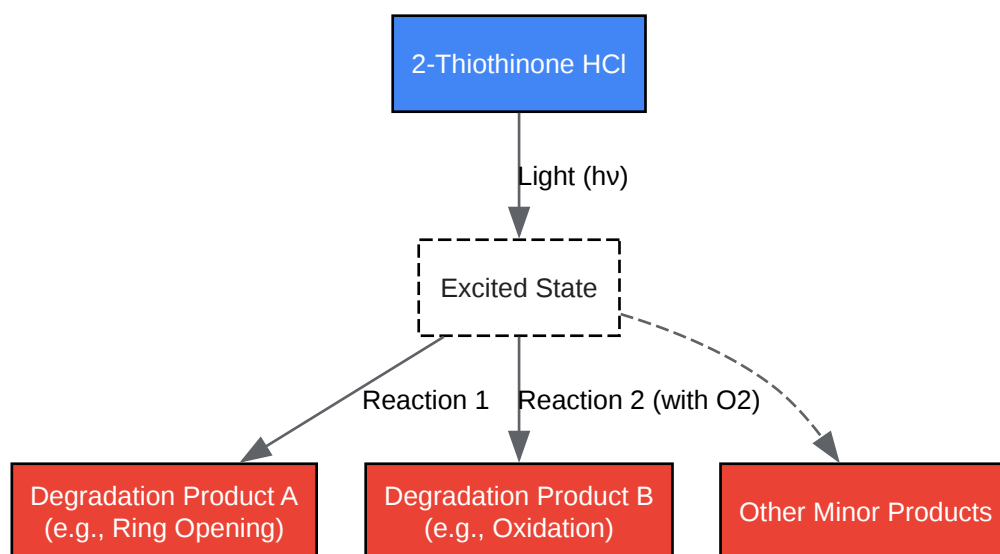 2-Thiothinone HCl
Light (hν)
Excited State
Reaction 1
Reaction 2 (with O2)
Degradation Product A
(e.g., Ring Opening)
Degradation Product B
(e.g., Oxidation)
Other Minor Products